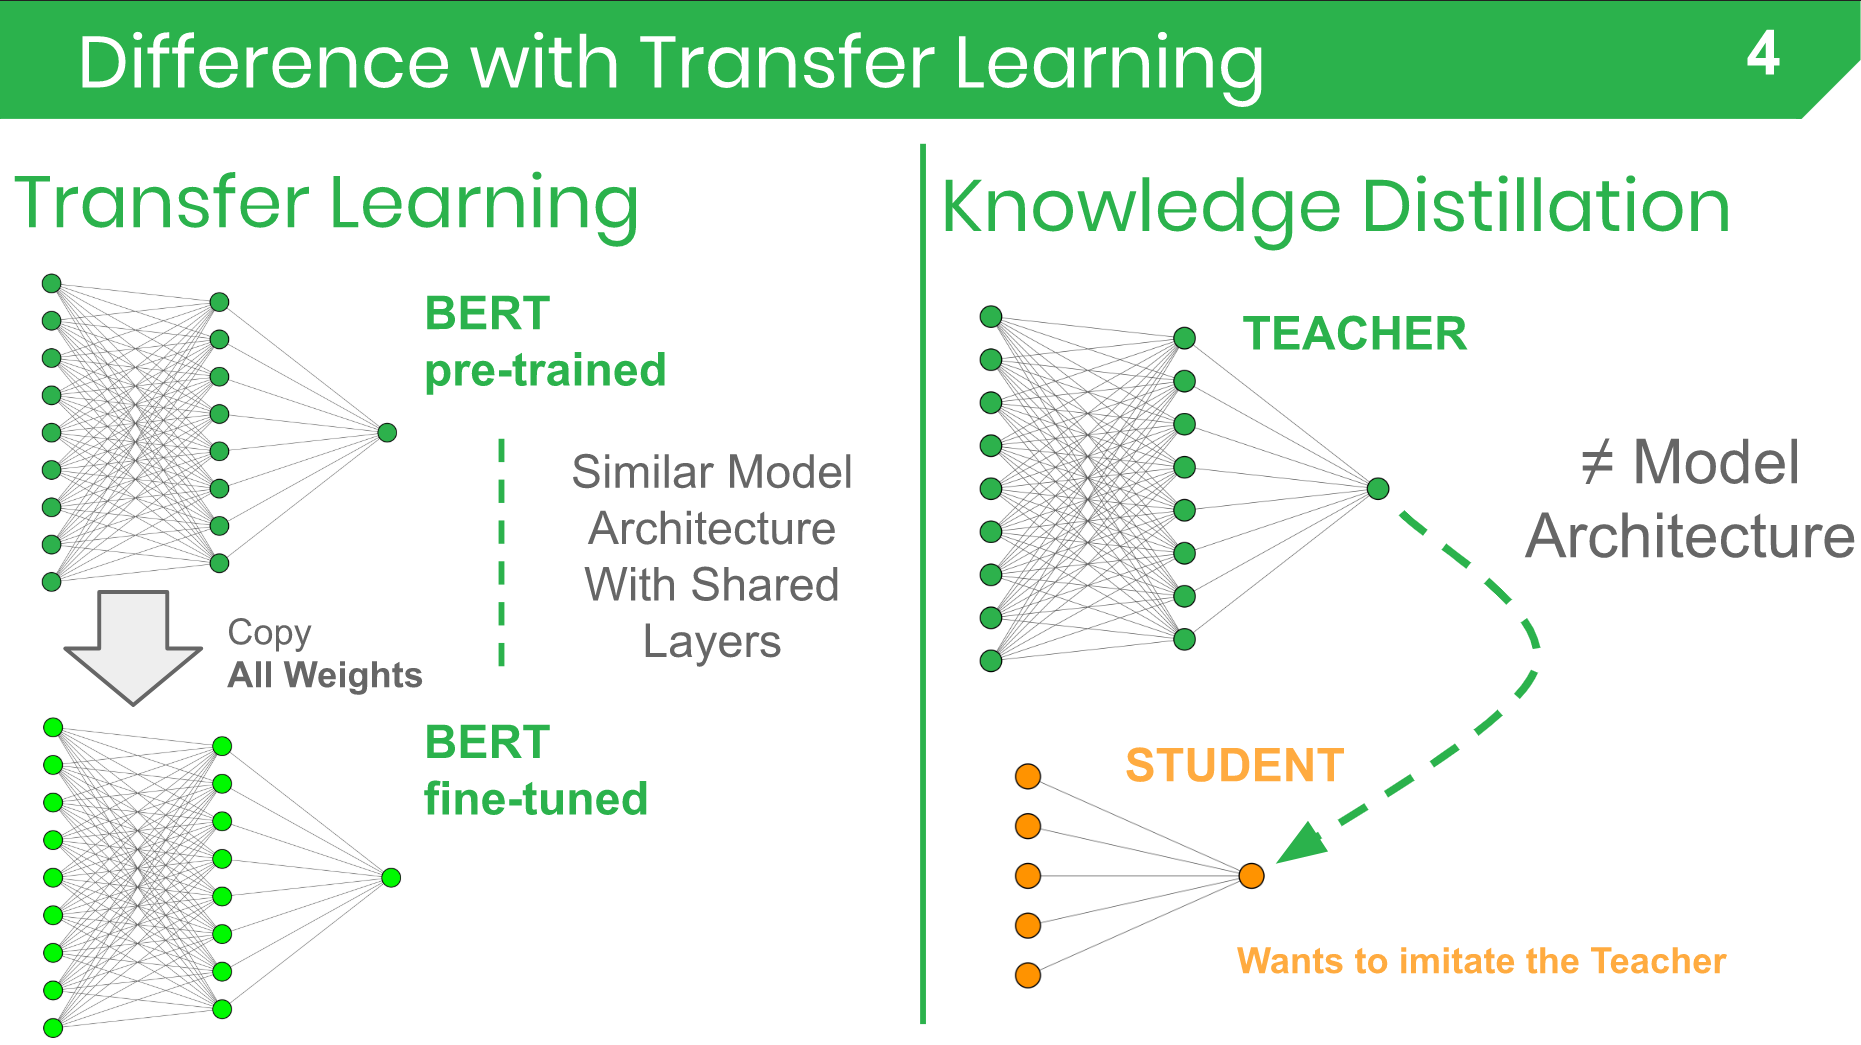 Difference with Transfer Learning
4
Transfer Learning
BERT
pre-trained
Similar Model
Architecture
With Shared
Layers
Copy
All Weights
BERT
fine-tuned
Knowledge Distillation
TEACHER
≠ Model
Architecture
STUDENT
Wants to imitate the Teacher